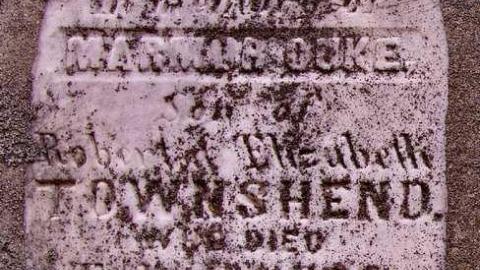 MARMADUKE.
Son of
Robert & Elizabeth
TOWNSHEND.
WHO DIED